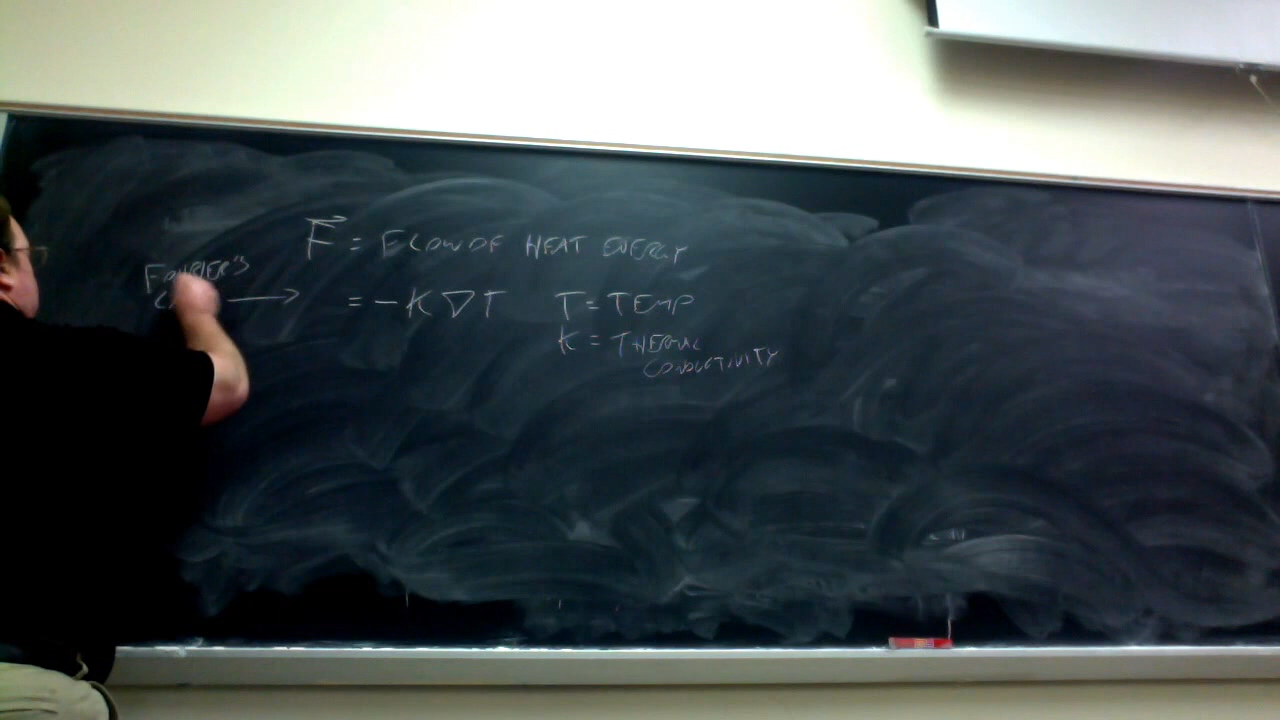 F⃗ = FLOW OF HEAT ENERGY
FOURIER'S
→ = -K∇T T = TEMP
K = THERMAL
CONDUCTIVITY